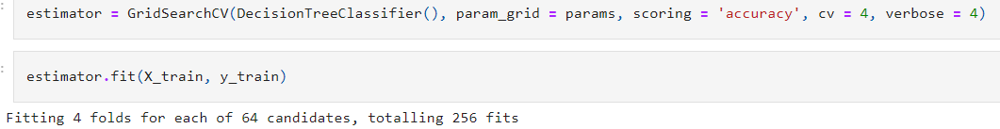 estimator = GridSearchCV(DecisionTreeClassifier(), param_grid = params, scoring = 'accuracy', cv = 4, verbose = 4)
estimator.fit(X_train, y_train)
Fitting 4 folds for each of 64 candidates, totalling 256 fits